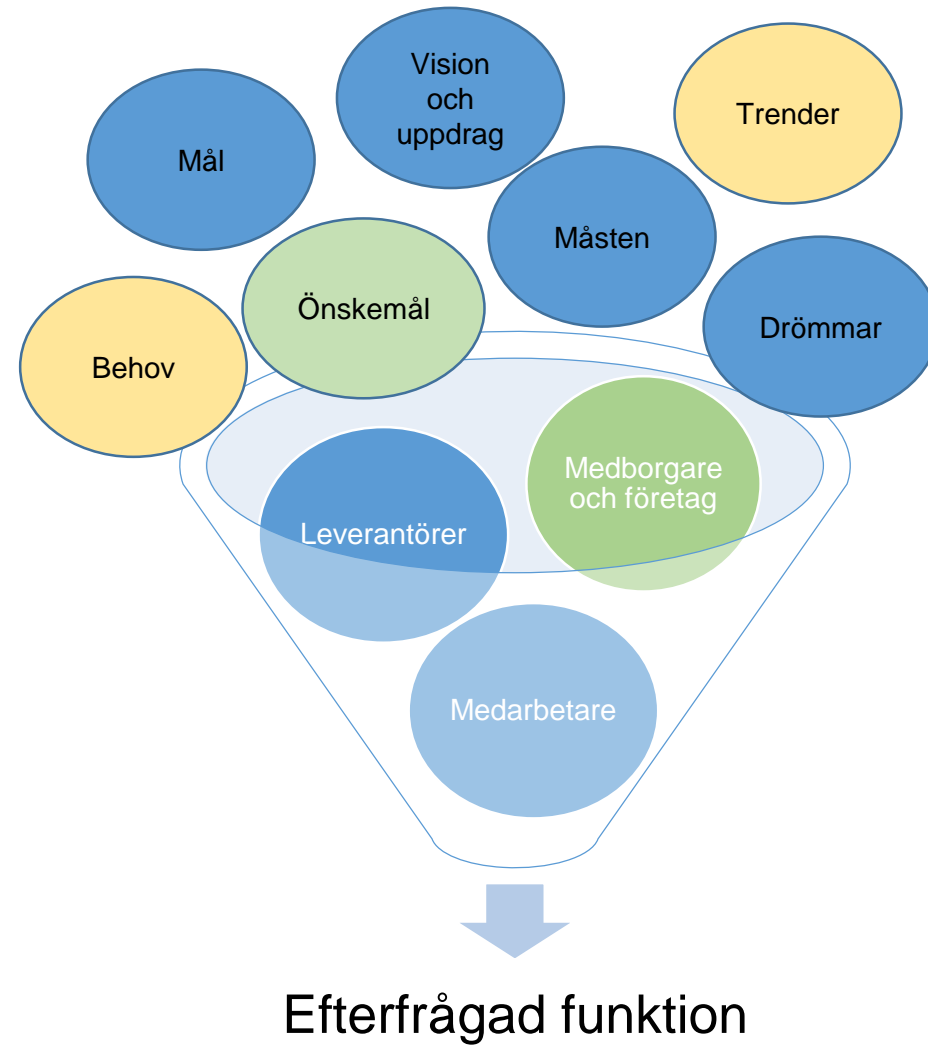 Vision
och
uppdrag
Trender
Mål
Måsten
Önskemål
Drömmar
Behov
Medborgare
och företag
Leverantörer
Medarbetare
Efterfrågad funktion